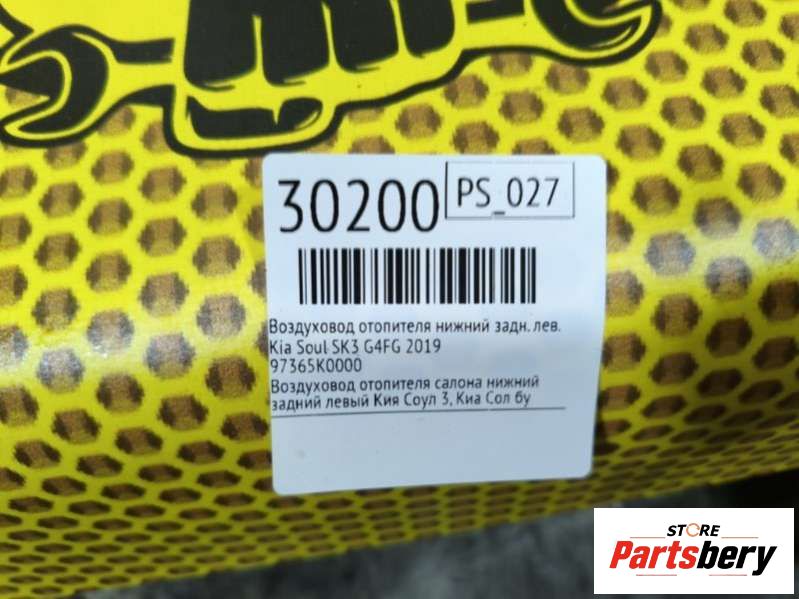 30200
PS_027
Воздуховод отопителя нижний задн. лев.
Kia Soul SK3 G4FG 2019
97365K0000
Воздуховод отопителя салона нижний
задний левый Кия Соул 3, Киа Сол бу
STORE
Partsbery